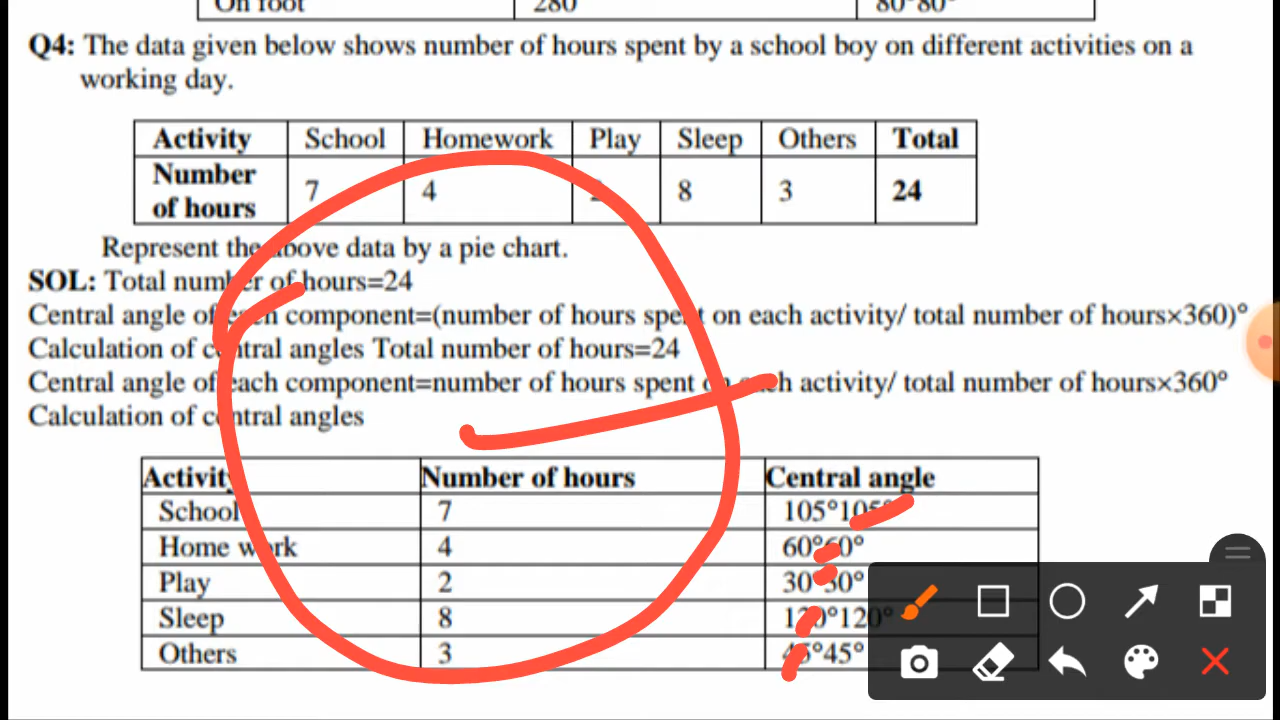 On foot 280 80°80°
Q4: The data given below shows number of hours spent by a school boy on different activities on a
working day.
Activity School Homework Play Sleep Others Total
Number of hours 7 4 2 8 3 24
Represent the above data by a pie chart.
SOL: Total number of hours=24
Central angle of each component=(number of hours spent on each activity/ total number of hours×360)°
Calculation of central angles Total number of hours=24
Central angle of each component=number of hours spent on each activity/ total number of hours×360°
Calculation of central angles
Activity Number of hours Central angle
School 7 105°105°
Home work 4 60°60°
Play 2 30°30°
Sleep 8 120°120°
Others 3 45°45°